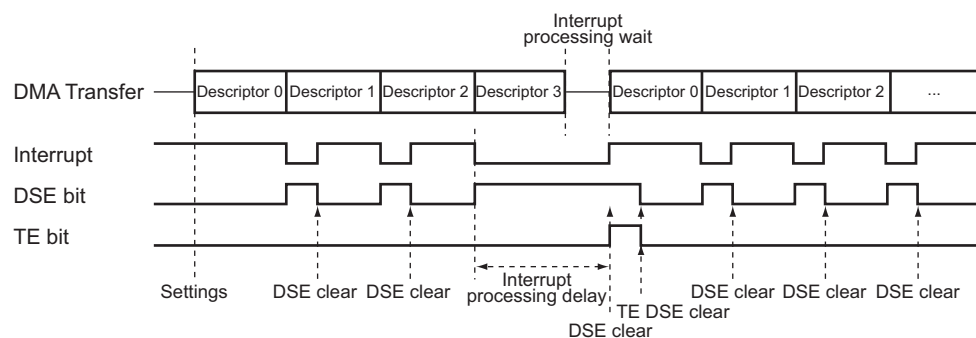 Interrupt
processing wait
DMA Transfer
Descriptor 0 Descriptor 1 Descriptor 2 Descriptor 3 Descriptor 0 Descriptor 1 Descriptor 2 ...
Interrupt
DSE bit
TE bit
Interrupt
processing delay
Settings DSE clear DSE clear DSE clear DSE clear DSE clear
TE DSE clear
DSE clear